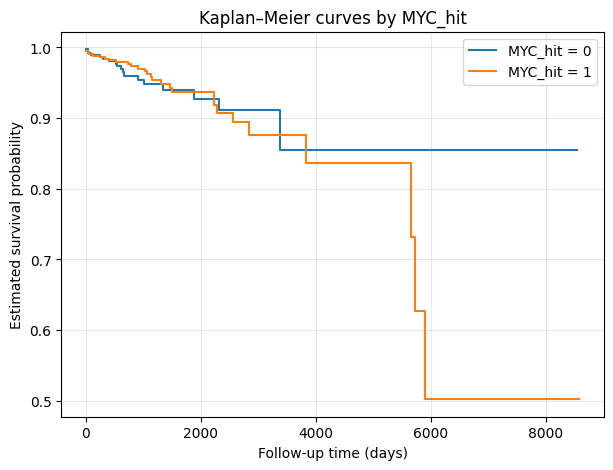 Kaplan–Meier curves by MYC_hit
MYC_hit = 0
MYC_hit = 1
Estimated survival probability
1.0
0.9
0.8
0.7
0.6
0.5
0
2000
4000
6000
8000
Follow-up time (days)